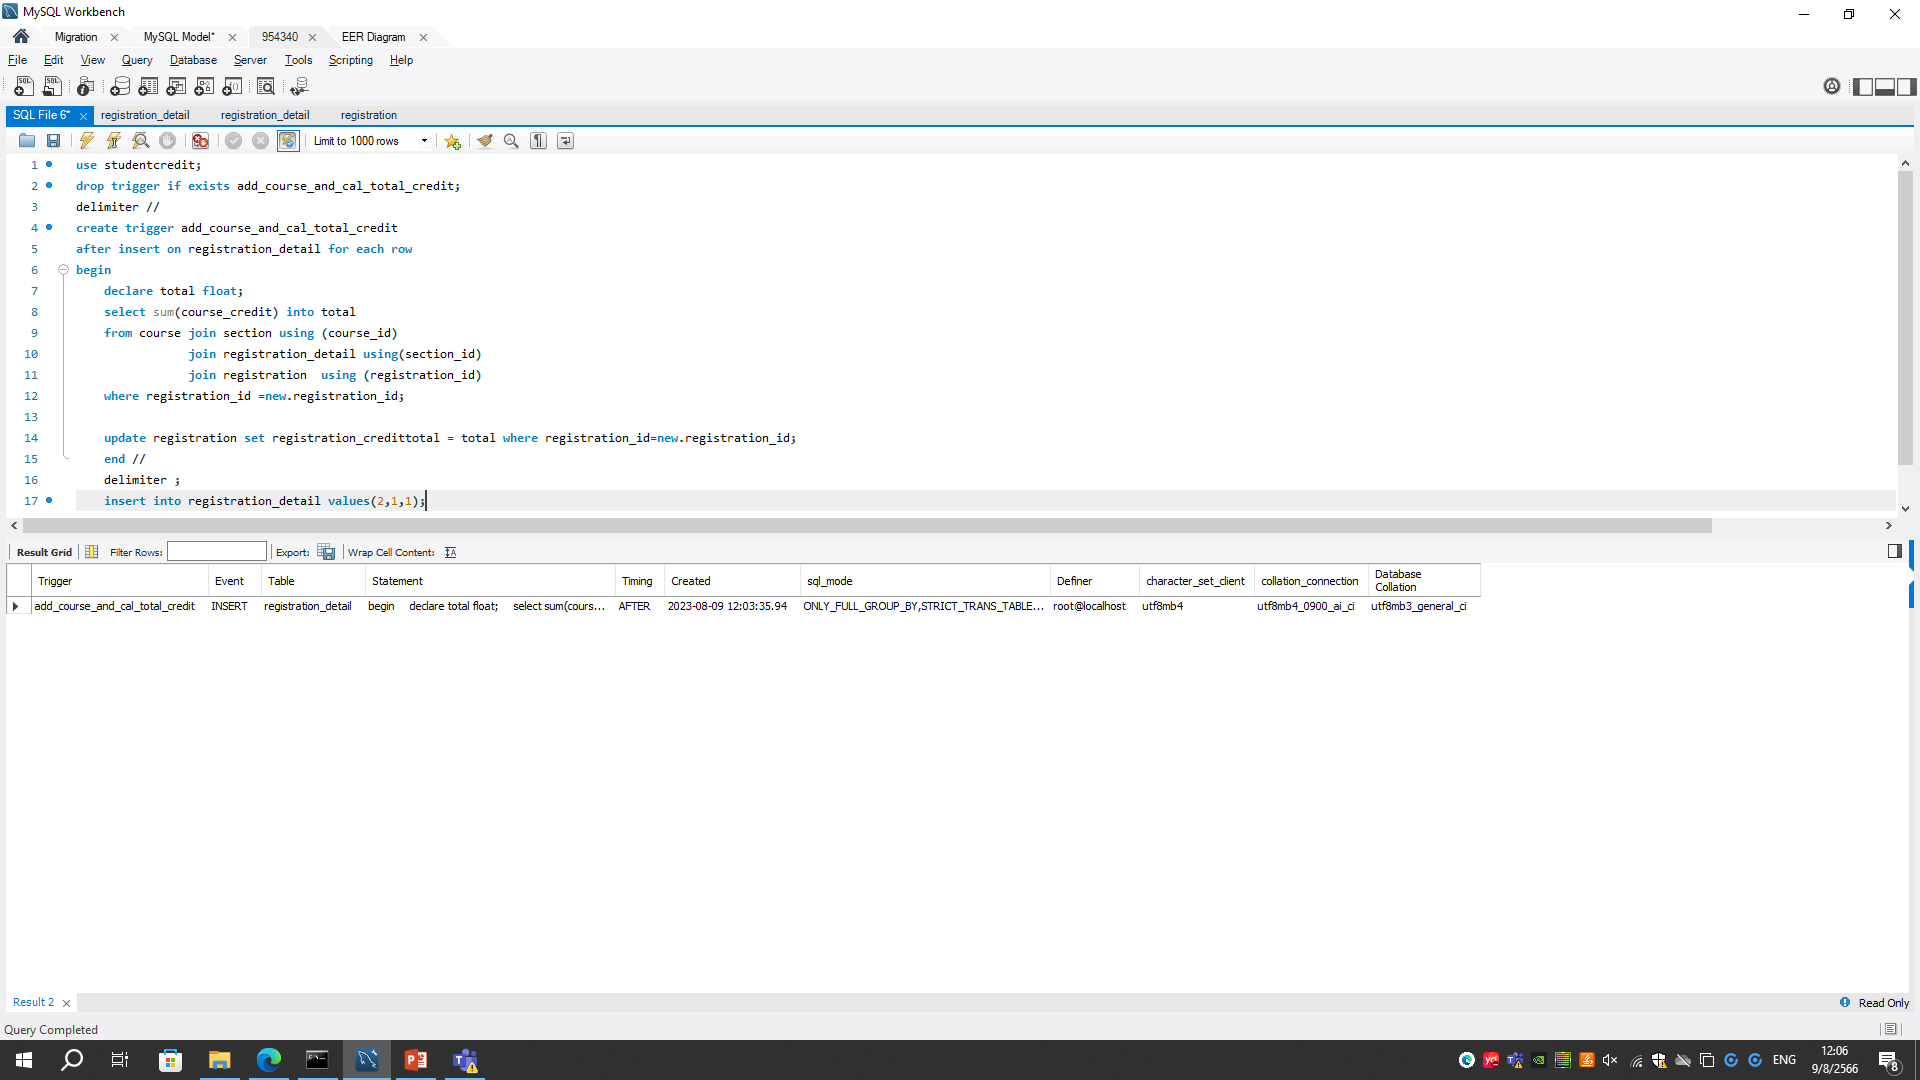 MySQL Workbench
Migration
MySQL Model*
954340
EER Diagram
File Edit View Query Database Server Tools Scripting Help
SQL File 6*
registration_detail
registration_detail
registration
Limit to 1000 rows
1 use studentcredit;
2 drop trigger if exists add_course_and_cal_total_credit;
3 delimiter //
4 create trigger add_course_and_cal_total_credit
5 after insert on registration_detail for each row
6 begin
7 declare total float;
8 select sum(course_credit) into total
9 from course join section using (course_id)
10 join registration_detail using(section_id)
11 join registration  using (registration_id)
12 where registration_id =new.registration_id;
13
14 update registration set registration_credittotal = total where registration_id=new.registration_id;
15 end //
16 delimiter ;
17 insert into registration_detail values(2,1,1);
Result Grid Filter Rows: Export: Wrap Cell Content:
Trigger Event Table Statement Timing Created sql_mode Definer character_set_client collation_connection Database Collation
add_course_and_cal_total_credit INSERT registration_detail begin declare total float; select sum(cours... AFTER 2023-08-09 12:03:35.94 ONLY_FULL_GROUP_BY,STRICT_TRANS_TABLE... root@localhost utf8mb4 utf8mb4_0900_ai_ci utf8mb3_general_ci
Result 2
Read Only
Query Completed
ENG
12:06
9/8/2566
8